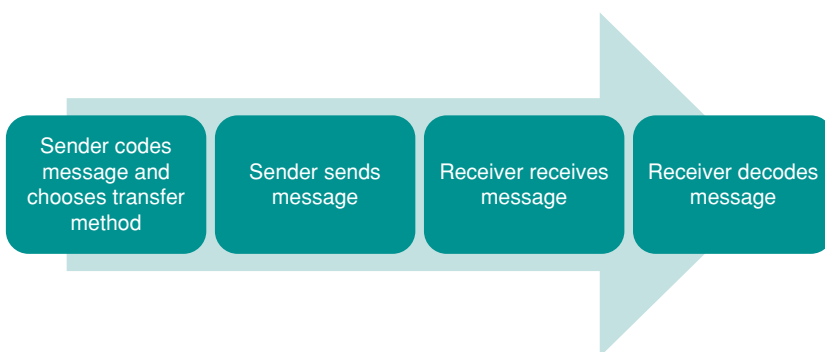 Sender codes
message and
chooses transfer
method
Sender sends
message
Receiver receives
message
Receiver decodes
message